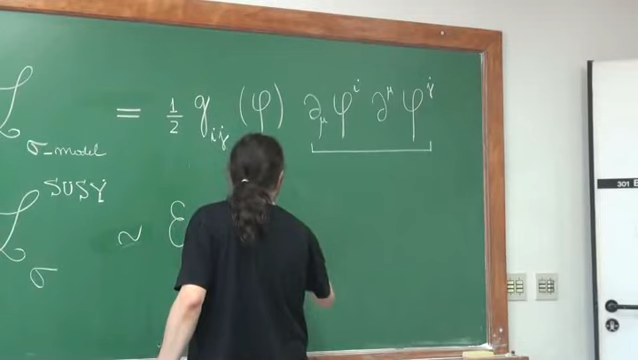 ℒ_σ-model = ½ g_ij (φ) ∂_μ φ^i ∂^μ φ^j
ℒ_σ^SUSY ~ ε
301